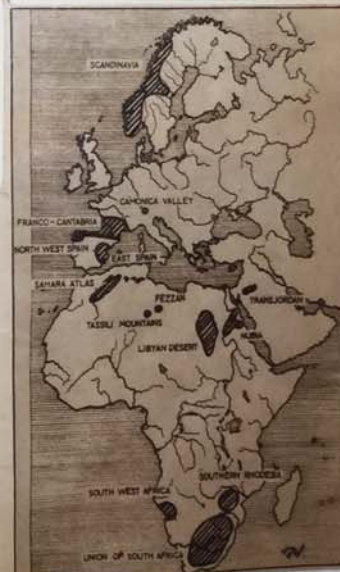 SCANDINAVIA
CAMONICA VALLEY
FRANCO-CANTABRIA
NORTH WEST SPAIN
EAST SPAIN
SAHARA ATLAS
FEZZAN
TRANSJORDAN
TASSILI MOUNTAINS
NUBIA
LIBYAN DESERT
SOUTHERN RHODESIA
SOUTH WEST AFRICA
UNION OF SOUTH AFRICA